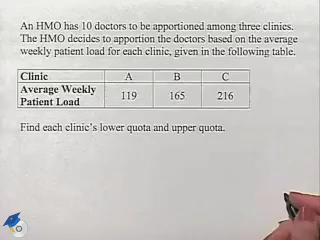 An HMO has 10 doctors to be apportioned among three clinics.
The HMO decides to apportion the doctors based on the average
weekly patient load for each clinic, given in the following table.
Clinic A B C
Average Weekly
Patient Load 119 165 216
Find each clinic's lower quota and upper quota.